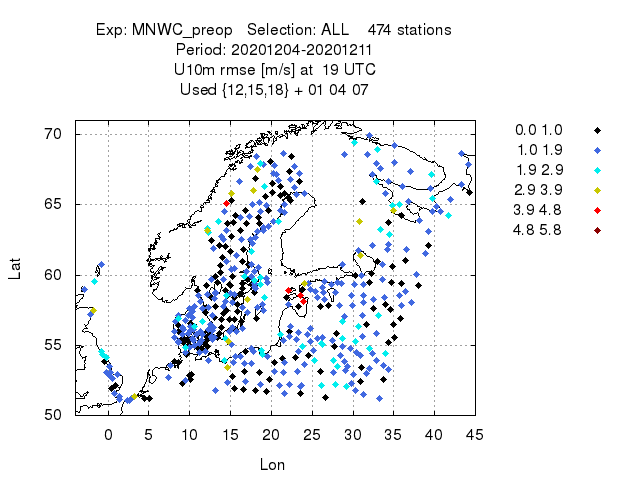 Exp: MNWC_preop Selection: ALL 474 stations
Period: 20201204-20201211
U10m rmse [m/s] at 19 UTC
Used {12,15,18} + 01 04 07
70
65
60
55
50
Lat
0 5 10 15 20 25 30 35 40 45
Lon
0.0 1.0
1.0 1.9
1.9 2.9
2.9 3.9
3.9 4.8
4.8 5.8